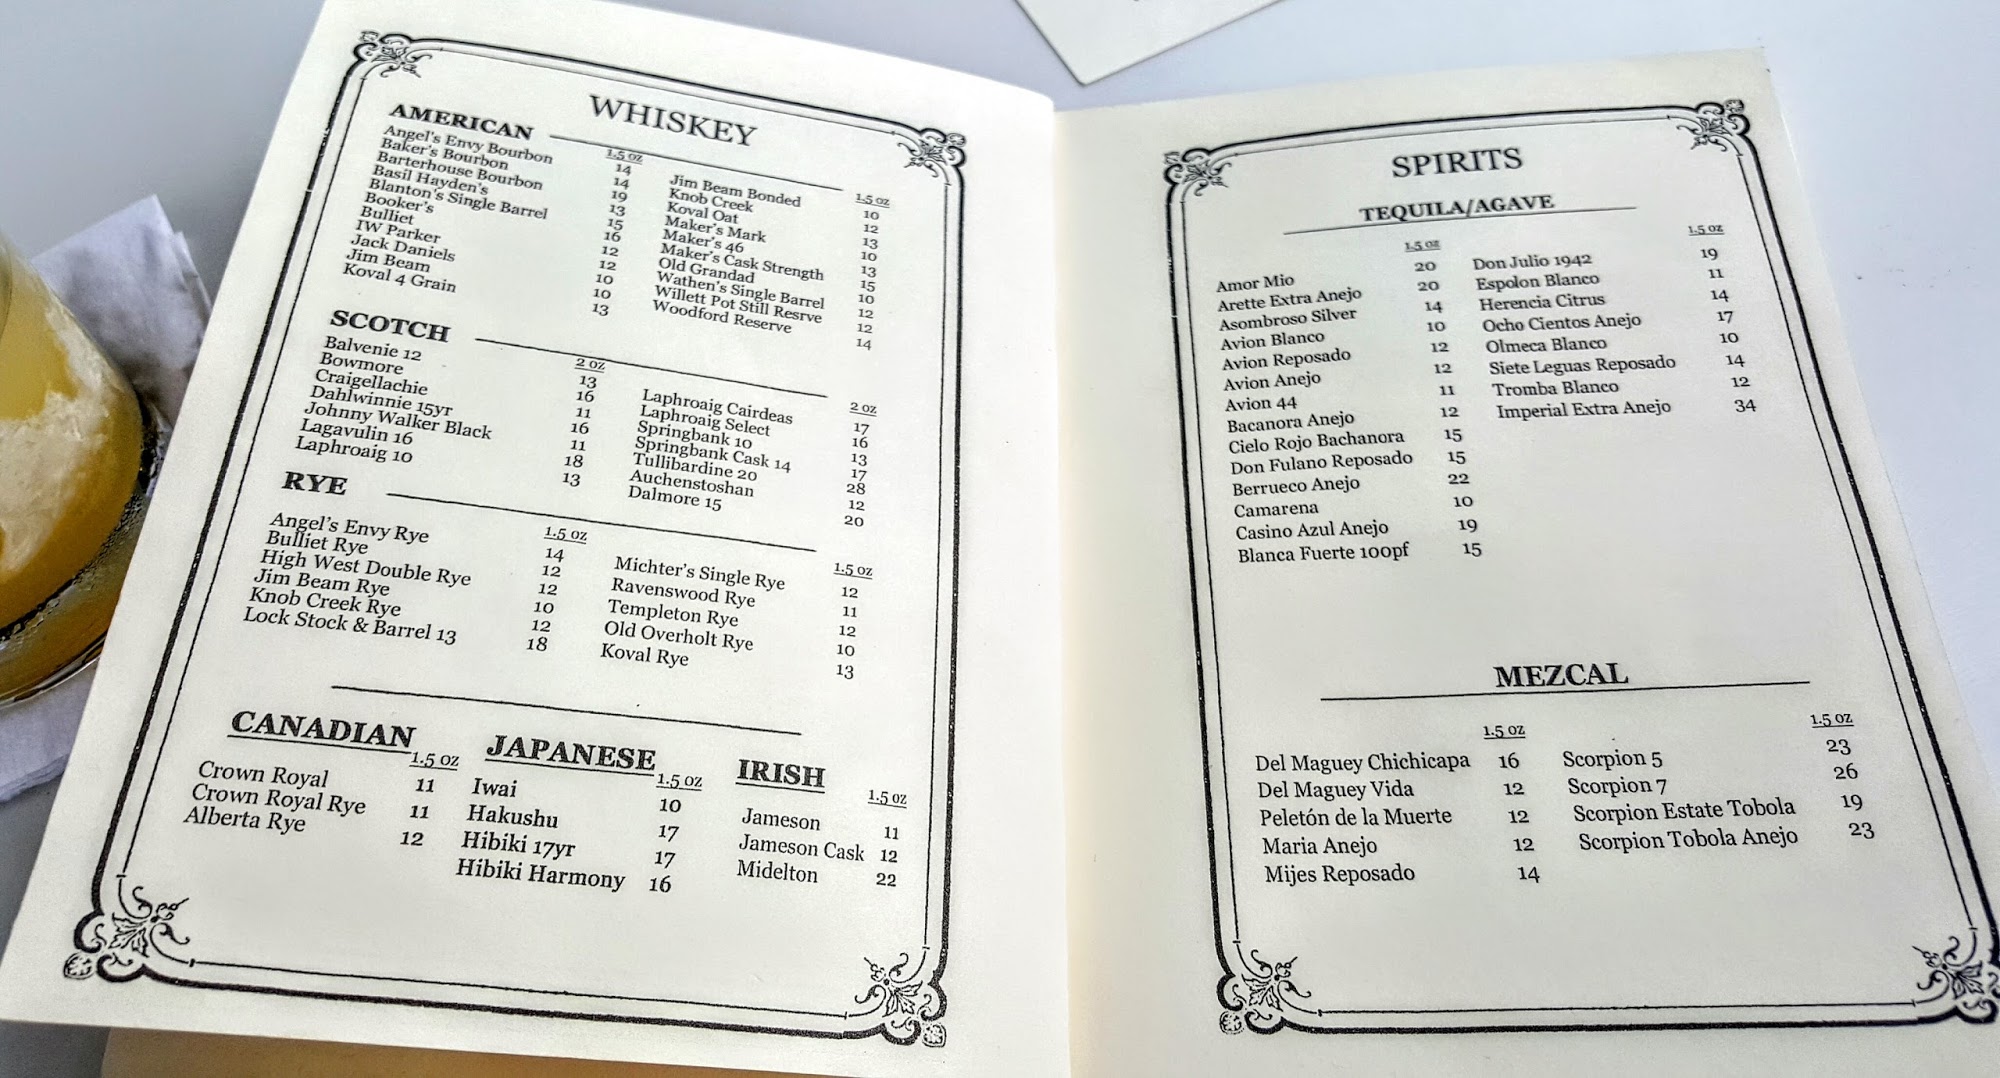 WHISKEY
AMERICAN
1.5 oz
Angel's Envy Bourbon 14
Baker's Bourbon 14
Barterhouse Bourbon 19
Basil Hayden's 13
Blanton's Single Barrel 15
Booker's 16
Bulliet 12
IW Parker 12
Jack Daniels 10
Jim Beam 10
Koval 4 Grain 13
1.5 oz
Jim Beam Bonded 10
Knob Creek 12
Koval Oat 13
Maker's Mark 10
Maker's 46 13
Maker's Cask Strength 15
Old Grandad 10
Wathen's Single Barrel 12
Willett Pot Still Resrve 12
Woodford Reserve 14
SCOTCH
2 oz
Balvenie 12 13
Bowmore 16
Craigellachie 11
Dahlwinnie 15yr 16
Johnny Walker Black 11
Lagavulin 16 18
Laphroaig 10 13
2 oz
Laphroaig Cairdeas 17
Laphroaig Select 16
Springbank 10 13
Springbank Cask 14 17
Tullibardine 20 28
Auchenstoshan 12
Dalmore 15 20
RYE
1.5 oz
Angel's Envy Rye 14
Bulliet Rye 12
High West Double Rye 12
Jim Beam Rye 10
Knob Creek Rye 12
Lock Stock & Barrel 13 18
1.5 oz
Michter's Single Rye 12
Ravenswood Rye 11
Templeton Rye 12
Old Overholt Rye 10
Koval Rye 13
CANADIAN
1.5 oz
Crown Royal 11
Crown Royal Rye 11
Alberta Rye 12
JAPANESE
1.5 oz
Iwai 10
Hakushu 17
Hibiki 17yr 17
Hibiki Harmony 16
IRISH
1.5 oz
Jameson 11
Jameson Cask 12
Midelton 22
SPIRITS
TEQUILA/AGAVE
1.5 oz
Amor Mio 20
Arette Extra Anejo 20
Asombroso Silver 14
Avion Blanco 10
Avion Reposado 12
Avion Anejo 12
Avion 44 11
Bacanora Anejo 12
Cielo Rojo Bachanora 15
Don Fulano Reposado 15
Berrueco Anejo 22
Camarena 10
Casino Azul Anejo 19
Blanca Fuerte 100pf 15
1.5 oz
Don Julio 1942 19
Espolon Blanco 11
Herencia Citrus 14
Ocho Cientos Anejo 17
Olmeca Blanco 10
Siete Leguas Reposado 14
Tromba Blanco 12
Imperial Extra Anejo 34
MEZCAL
1.5 oz
Del Maguey Chichicapa 16
Del Maguey Vida 12
Peletón de la Muerte 12
Maria Anejo 12
Mijes Reposado 14
1.5 oz
Scorpion 5 23
Scorpion 7 26
Scorpion Estate Tobola 19
Scorpion Tobola Anejo 23